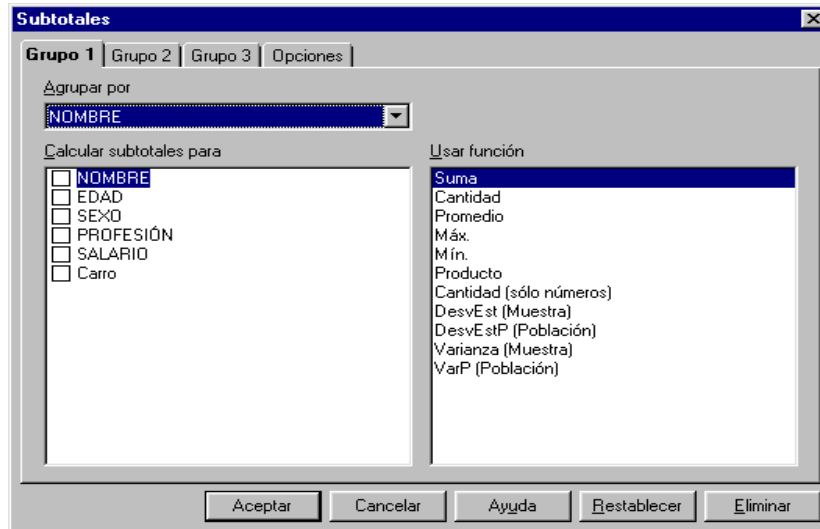 Subtotales
Grupo 1 Grupo 2 Grupo 3 Opciones
Agrupar por
NOMBRE
Calcular subtotales para
NOMBRE
EDAD
SEXO
PROFESIÓN
SALARIO
Carro
Usar función
Suma
Cantidad
Promedio
Máx.
Mín.
Producto
Cantidad (sólo números)
DesvEst (Muestra)
DesvEstP (Población)
Varianza (Muestra)
VarP (Población)
Aceptar Cancelar Ayuda Restablecer Eliminar